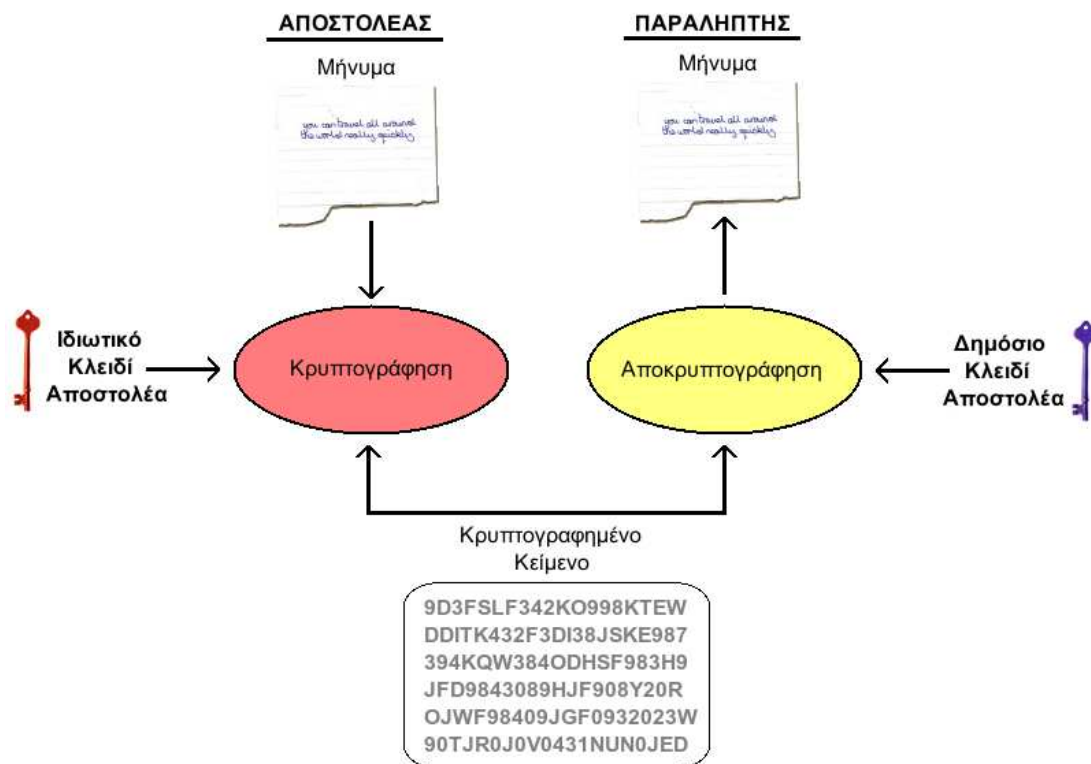 ΑΠΟΣΤΟΛΕΑΣ
Μήνυμα
you can travel all around
the world really quickly
ΠΑΡΑΛΗΠΤΗΣ
Μήνυμα
you can travel all around
the world really quickly
Ιδιωτικό
Κλειδί
Αποστολέα
Κρυπτογράφηση
Αποκρυπτογράφηση
Δημόσιο
Κλειδί
Αποστολέα
Κρυπτογραφημένο
Κείμενο
9D3FSLF342KO998KTEW
DDITK432F3DI38JSKE987
394KQW384ODHSF983H9
JFD9843089HJF908Y20R
OJWF98409JGF0932023W
90TJR0J0V0431NUN0JED